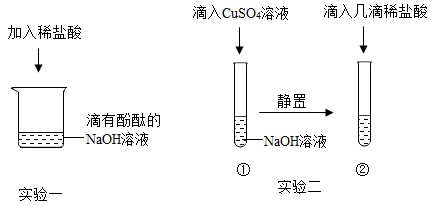 加入稀盐酸
滴有酚酞的
NaOH溶液
实验一
滴入CuSO₄溶液
滴入几滴稀盐酸
静置
NaOH溶液
①
②
实验二